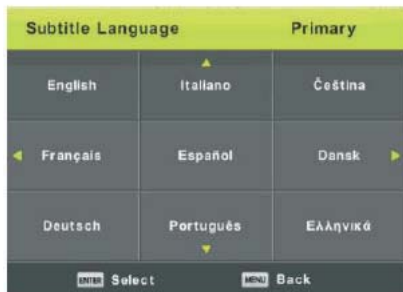 Subtitle Language Primary
English Italiano Čeština
Français Español Dansk
Deutsch Português Ελληνικά
ENTER Select MENU Back